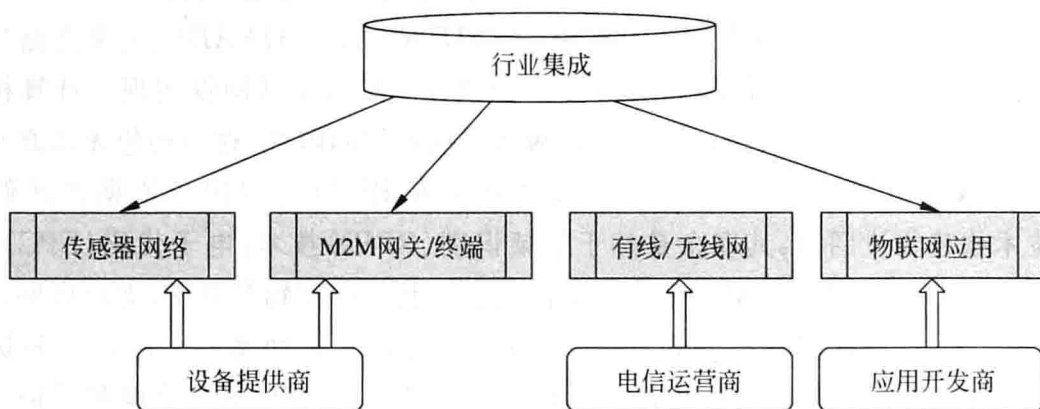 行业集成
传感器网络
M2M网关/终端
有线/无线网
物联网应用
设备提供商
电信运营商
应用开发商